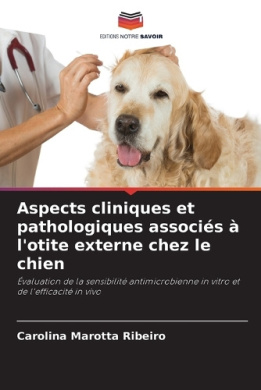 EDITIONS NOTRE SAVOIR
Aspects cliniques et
pathologiques associés à
l'otite externe chez le
chien
Évaluation de la sensibilité antimicrobienne in vitro et
de l'efficacité in vivo
Carolina Marotta Ribeiro